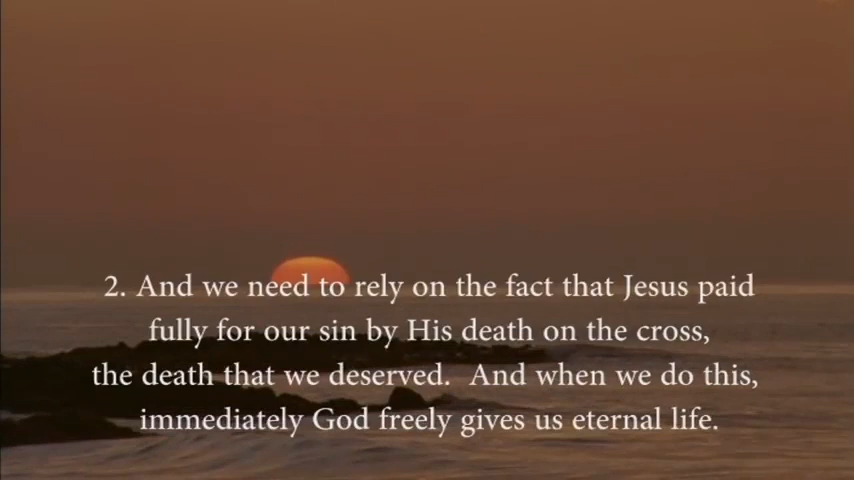 2. And we need to rely on the fact that Jesus paid
fully for our sin by His death on the cross,
the death that we deserved.  And when we do this,
immediately God freely gives us eternal life.